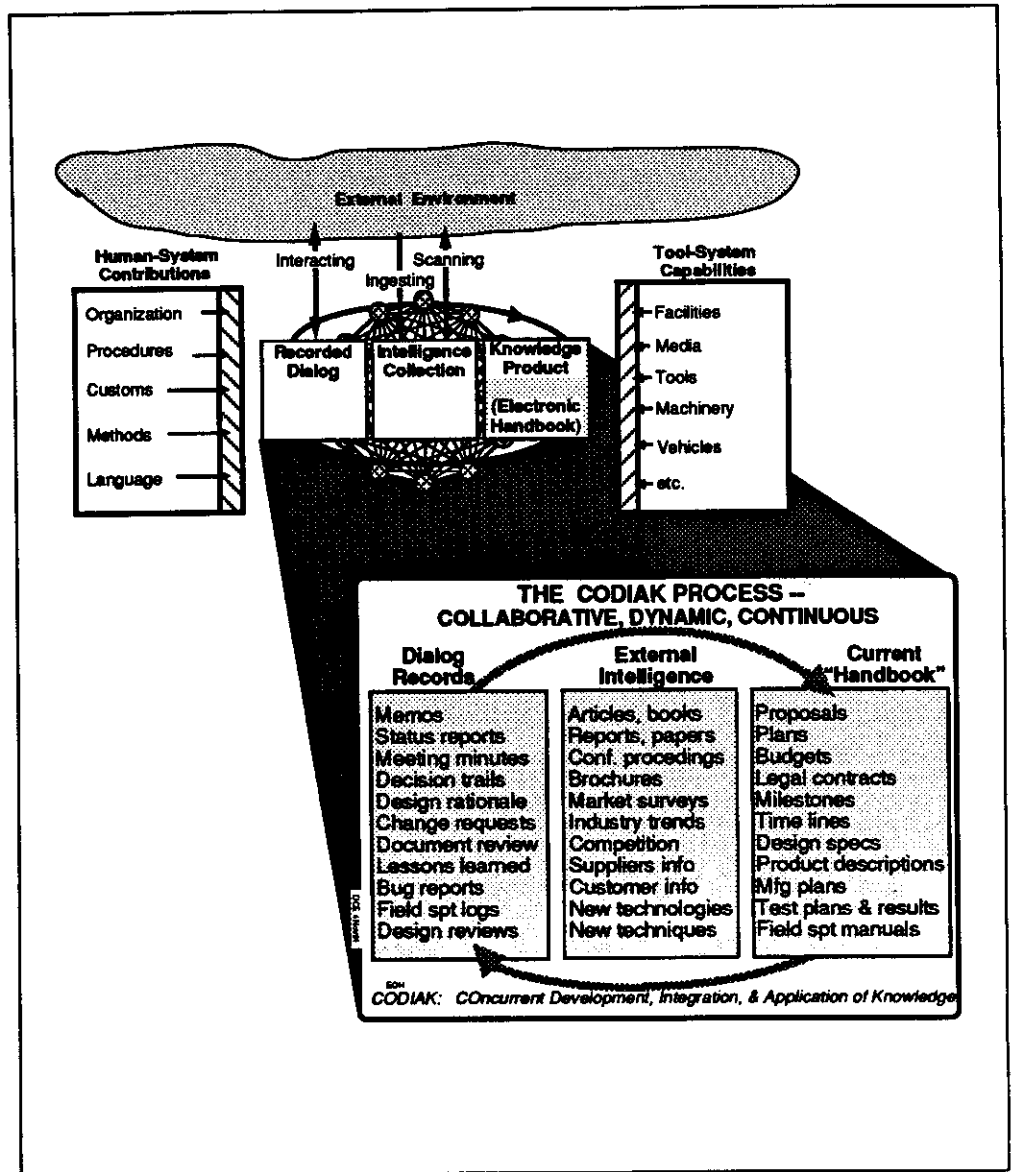 External Environment
Human-System
Contributions
Organization
Procedures
Customs
Methods
Language
Interacting
Ingesting
Scanning
Recorded
Dialog
Intelligence
Collection
Knowledge
Product
(Electronic
Handbook)
Tool-System
Capabilities
Facilities
Media
Tools
Machinery
Vehicles
etc.
THE CODIAK PROCESS –
COLLABORATIVE, DYNAMIC, CONTINUOUS
Dialog
Records
Memos
Status reports
Meeting minutes
Decision trails
Design rationale
Change requests
Document review
Lessons learned
Bug reports
Field spt logs
Design reviews
External
Intelligence
Articles, books
Reports, papers
Conf. procedings
Brochures
Market surveys
Industry trends
Competition
Suppliers info
Customer info
New technologies
New techniques
Current
"Handbook"
Proposals
Plans
Budgets
Legal contracts
Milestones
Time lines
Design specs
Product descriptions
Mfg plans
Test plans & results
Field spt manuals
CODIAK: COncurrent Development, Integration, & Application of Knowledge